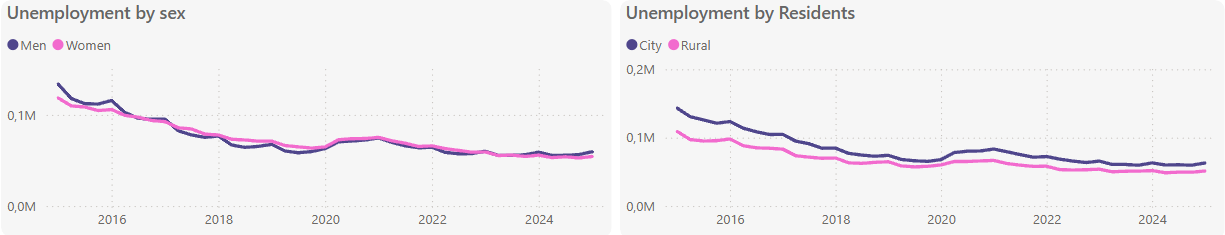 Unemployment by sex
Men Women
0,1M
0,0M
2016 2018 2020 2022 2024
Unemployment by Residents
City Rural
0,2M
0,1M
0,0M
2016 2018 2020 2022 2024